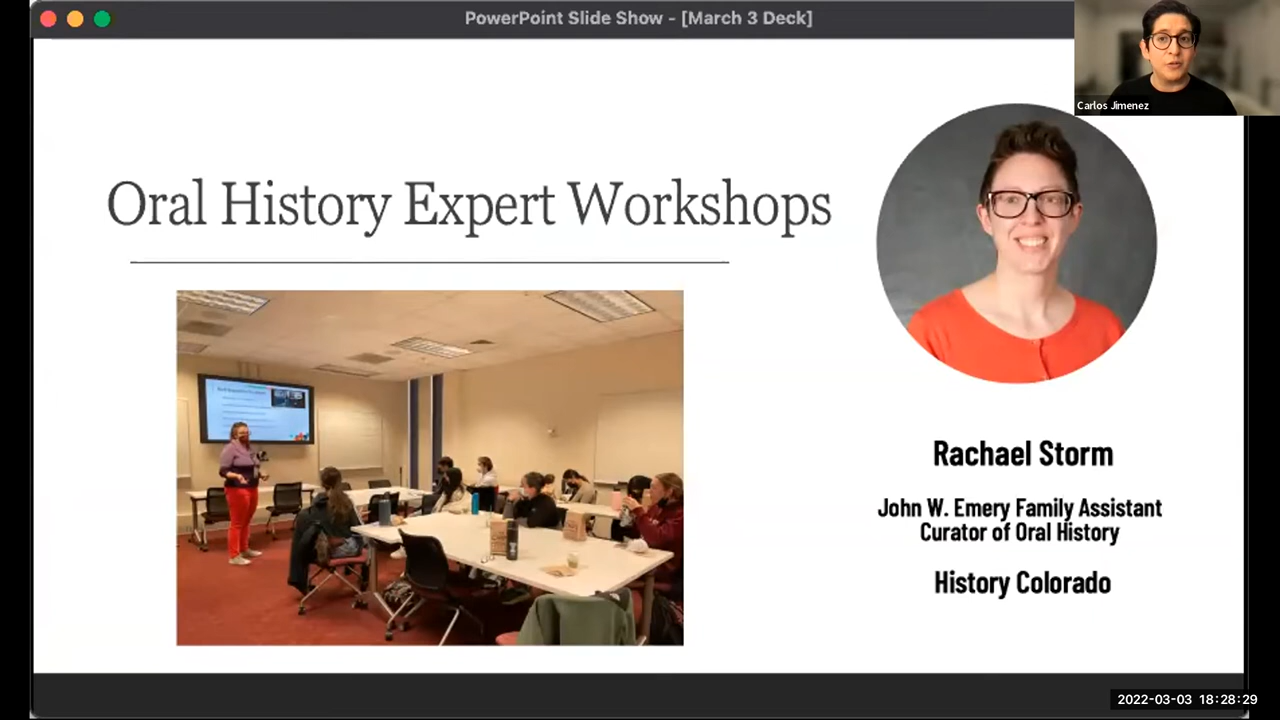 PowerPoint Slide Show - [March 3 Deck]
Carlos Jimenez
Oral History Expert Workshops
Rachael Storm
John W. Emery Family Assistant
Curator of Oral History
History Colorado
2022-03-03 18:28:29